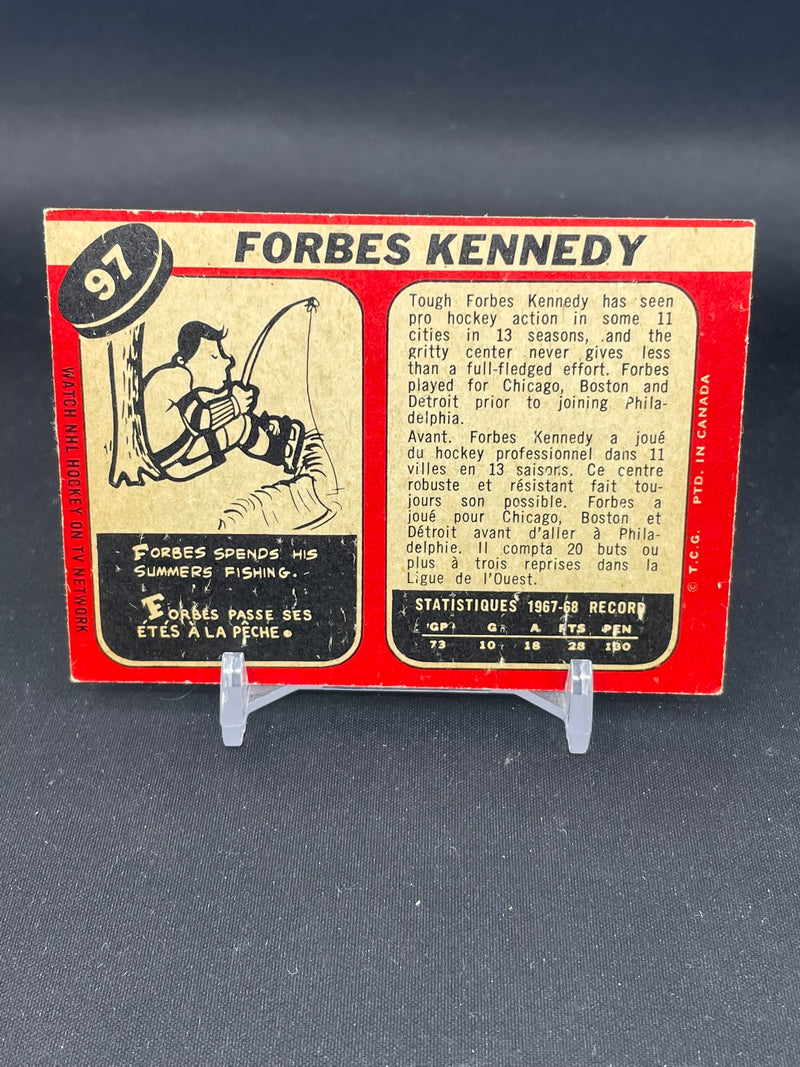 97
FORBES KENNEDY
WATCH NHL HOCKEY ON TV NETWORK
FORBES SPENDS HIS
SUMMERS FISHING.
FORBES PASSE SES
ETÉS À LA PÊCHE.
Tough Forbes Kennedy has seen
pro hockey action in some 11
cities in 13 seasons, and the
gritty center never gives less
than a full-fledged effort. Forbes
played for Chicago, Boston and
Detroit prior to joining Phila-
delphia.
Avant. Forbes Kennedy a joué
du hockey professionnel dans 11
villes en 13 saisons. Ce centre
robuste et résistant fait tou-
jours son possible. Forbes a
joué pour Chicago, Boston et
Détroit avant d'aller à Phila-
delphie. Il compta 20 buts ou
plus à trois reprises dans la
Ligue de l'Ouest.
STATISTIQUES 1967-68 RECORD
GP G A PTS PEN
73 10 18 28 130
© T.C.G. PTD. IN CANADA